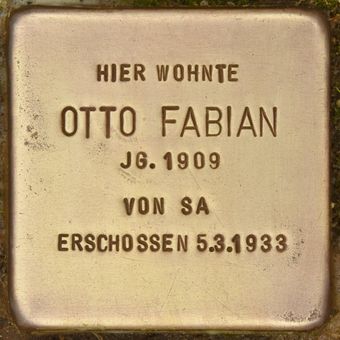 HIER WOHNTE
OTTO FABIAN
JG. 1909
VON SA
ERSCHOSSEN 5.3.1933